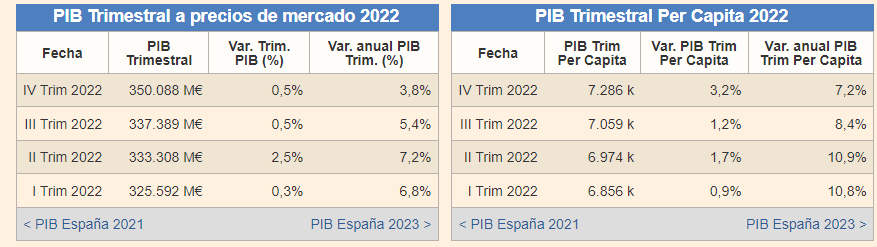 PIB Trimestral a precios de mercado 2022
Fecha PIB Trimestral Var. Trim. PIB (%) Var. anual PIB Trim. (%)
IV Trim 2022 350.088 M€ 0,5% 3,8%
III Trim 2022 337.389 M€ 0,5% 5,4%
II Trim 2022 333.308 M€ 2,5% 7,2%
I Trim 2022 325.592 M€ 0,3% 6,8%
< PIB España 2021 PIB España 2023 >
PIB Trimestral Per Capita 2022
Fecha PIB Trim Per Capita Var. PIB Trim Per Capita Var. anual PIB Trim Per Capita
IV Trim 2022 7.286 k 3,2% 7,2%
III Trim 2022 7.059 k 1,2% 8,4%
II Trim 2022 6.974 k 1,7% 10,9%
I Trim 2022 6.856 k 0,9% 10,8%
< PIB España 2021 PIB España 2023 >